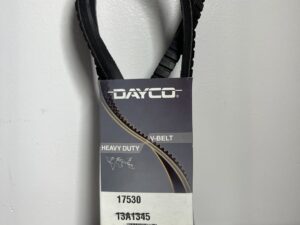 DAYCO
V-BELT
HEAVY DUTY
17530
13A1345